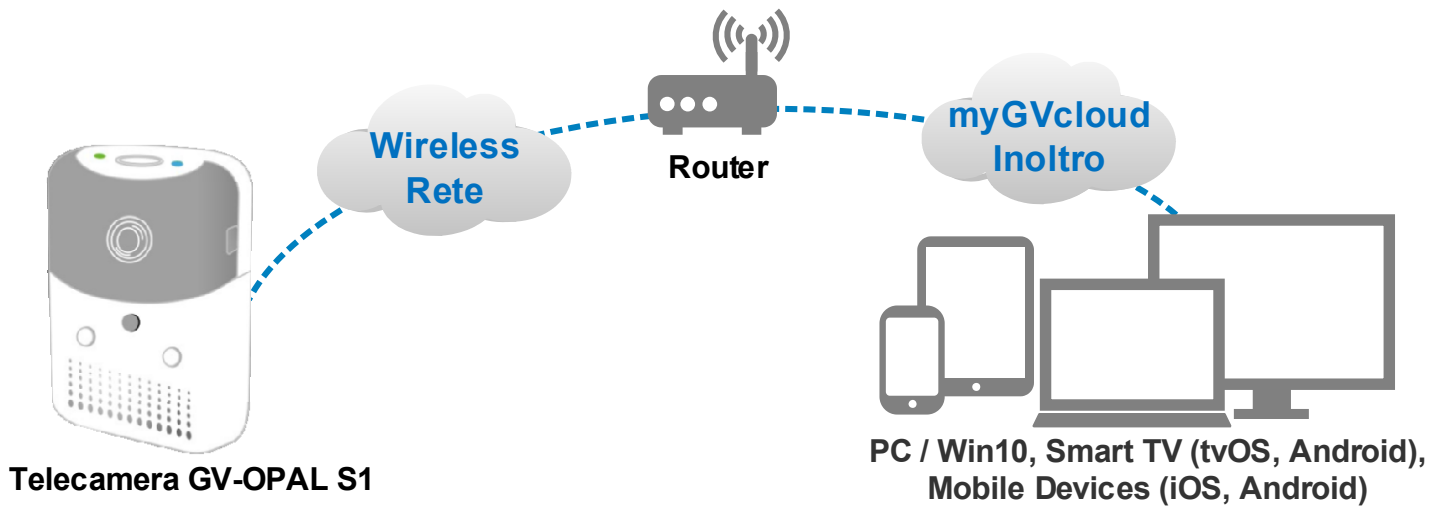 Wireless
Rete
Router
myGVcloud
Inoltro
Telecamera GV-OPAL S1
PC / Win10, Smart TV (tvOS, Android),
Mobile Devices (iOS, Android)